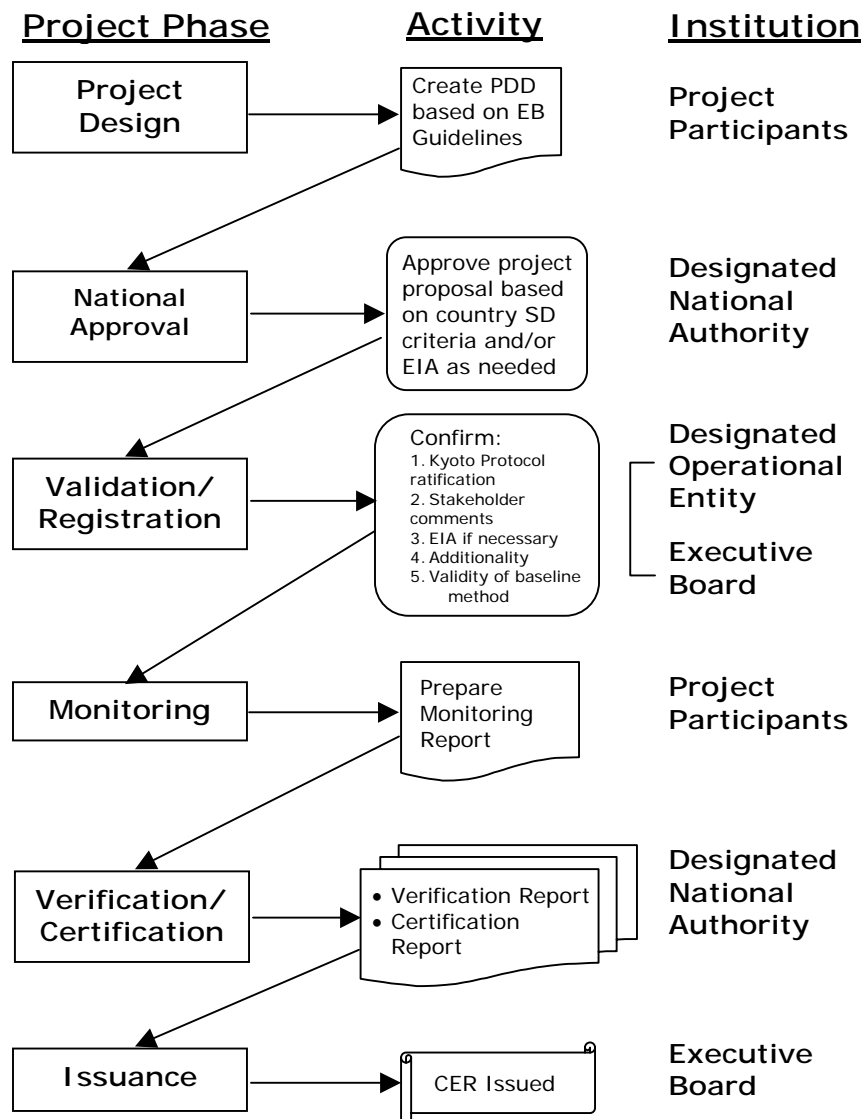 Project Phase
Activity
Institution
Project
Design
Create PDD
based on EB
Guidelines
Project
Participants
National
Approval
Approve project
proposal based
on country SD
criteria and/or
EIA as needed
Designated
National
Authority
Validation/
Registration
Confirm:
1. Kyoto Protocol
ratification
2. Stakeholder
comments
3. EIA if necessary
4. Additionality
5. Validity of baseline
method
Designated
Operational
Entity
Executive
Board
Monitoring
Prepare
Monitoring
Report
Project
Participants
Verification/
Certification
• Verification Report
• Certification
Report
Designated
National
Authority
Issuance
CER Issued
Executive
Board